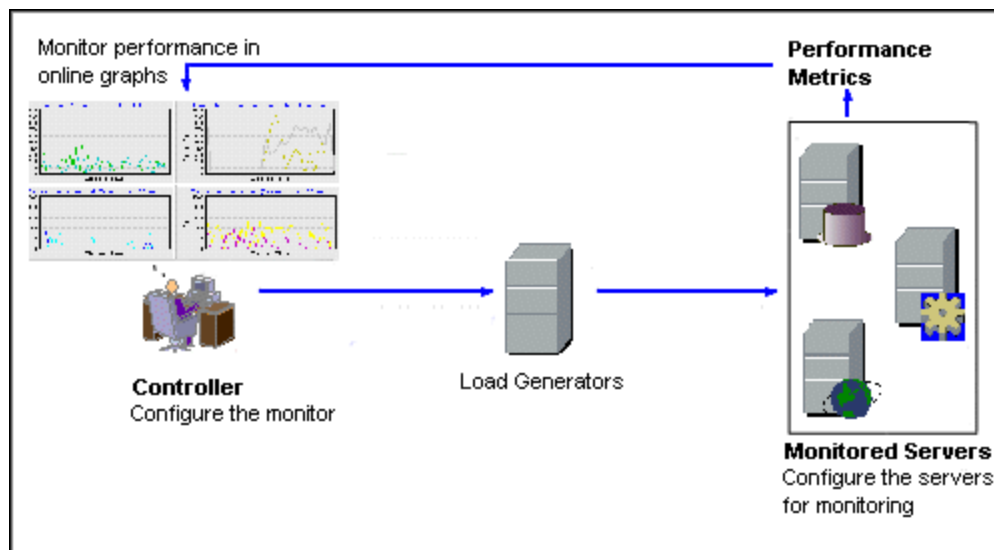 Monitor performance in
online graphs
Performance
Metrics
Controller
Configure the monitor
Load Generators
Monitored Servers
Configure the servers
for monitoring